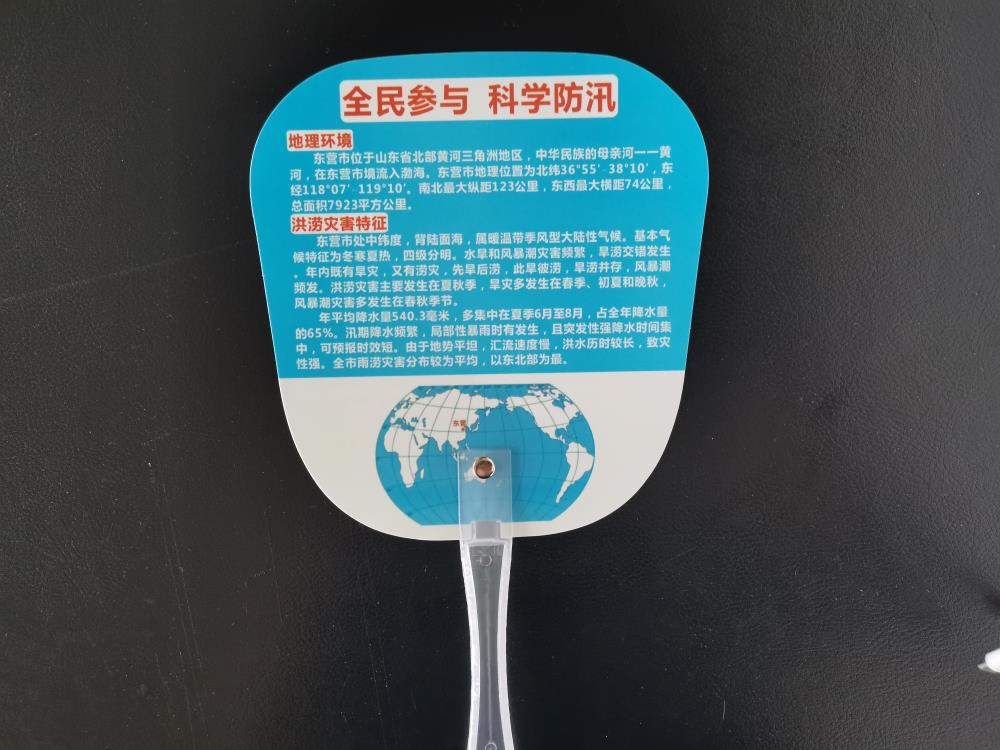 全民参与 科学防汛
地理环境
东营市位于山东省北部黄河三角洲地区，中华民族的母亲河一一黄
河，在东营市境流入渤海。东营市地理位置为北纬36°55′-38°10′，东
经118°07′-119°10′。南北最大纵距123公里，东西最大横距74公里，
总面积7923平方公里。
洪涝灾害特征
东营市处中纬度，背陆面海，属暖温带季风型大陆性气候。基本气
候特征为冬寒夏热，四级分明。水旱和风暴潮灾害频繁，旱涝交错发生
。年内既有旱灾，又有涝灾，先旱后涝，此旱彼涝，旱涝并存，风暴潮
频发。洪涝灾害主要发生在夏秋季，旱灾多发生在春季、初夏和晚秋，
风暴潮灾害多发生在春秋季节。
年平均降水量540.3毫米，多集中在夏季6月至8月，占全年降水量
的65%。汛期降水频繁，局部性暴雨时有发生，且突发性强降水时间集
中，可预报时效短。由于地势平坦，汇流速度慢，洪水历时较长，致灾
性强。全市雨涝灾害分布较为平均，以东北部为最。
东营